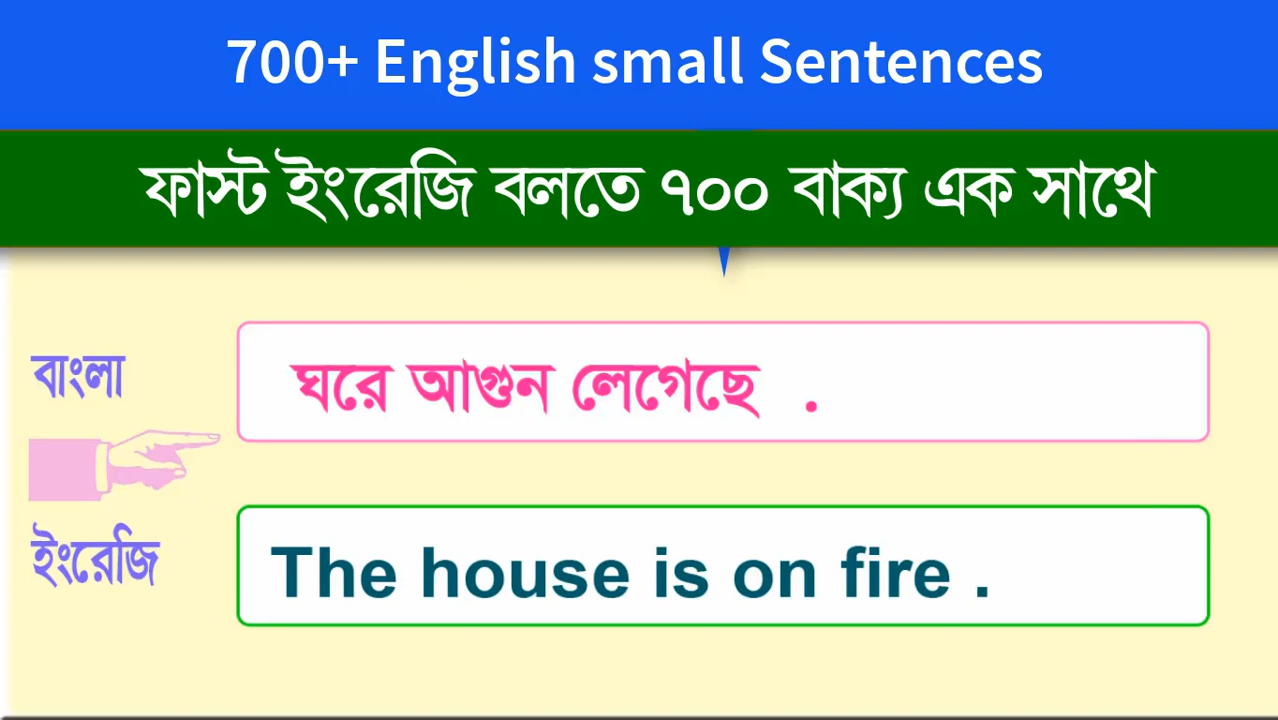 700+ English small Sentences
ফাস্ট ইংরেজি বলতে ৭০০ বাক্য এক সাথে
বাংলা
ঘরে আগুন লেগেছে .
ইংরেজি
The house is on fire .